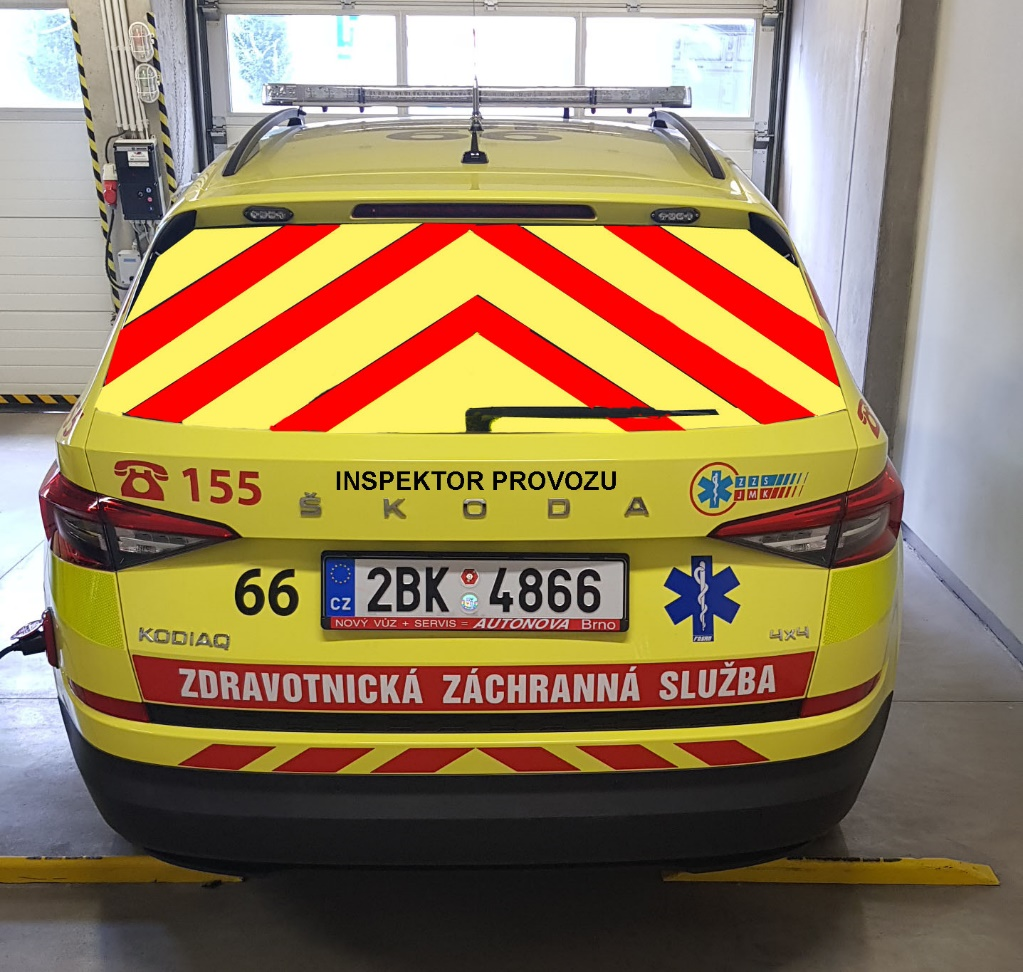 66
155
INSPEKTOR PROVOZU
ŠKODA
ZZS
JMK
66
CZ
2BK 4866
NOVÝ VŮZ + SERVIS = AUTONOVA Brno
KODIAQ
4x4
ZDRAVOTNICKÁ ZÁCHRANNÁ SLUŽBA